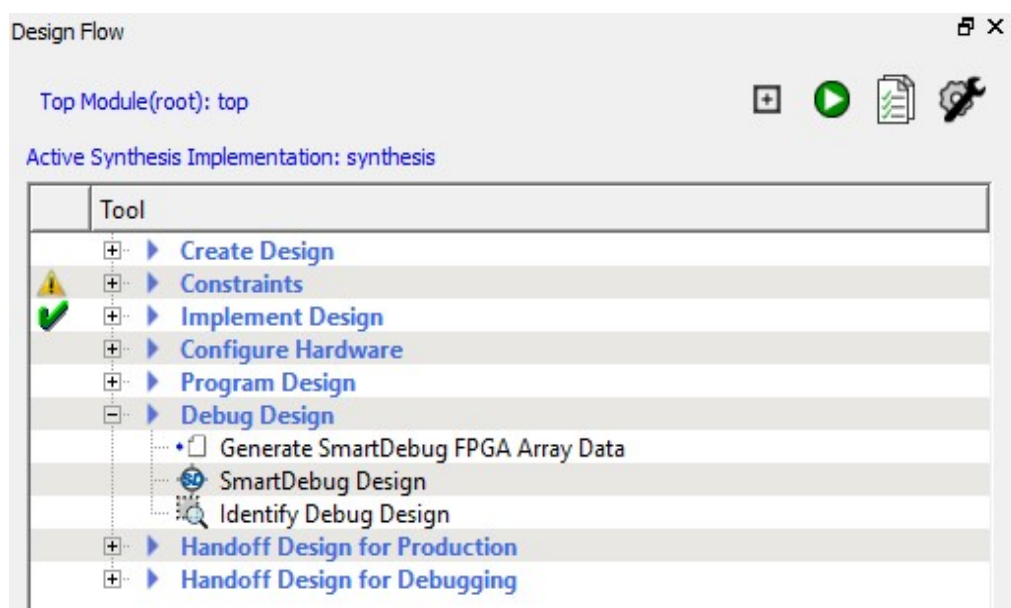 Design Flow
Top Module(root): top
Active Synthesis Implementation: synthesis
Tool
Create Design
Constraints
Implement Design
Configure Hardware
Program Design
Debug Design
Generate SmartDebug FPGA Array Data
SD SmartDebug Design
Identify Debug Design
Handoff Design for Production
Handoff Design for Debugging